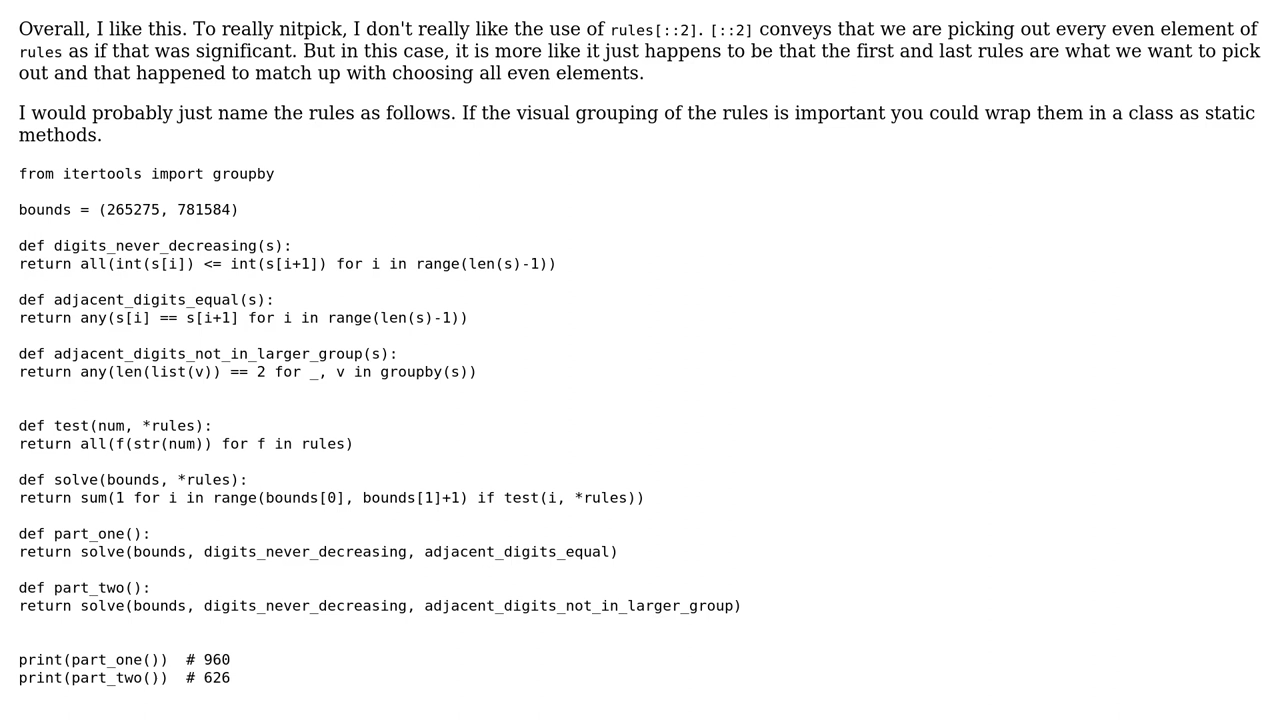 Overall, I like this. To really nitpick, I don't really like the use of rules[::2]. [::2] conveys that we are picking out every even element of
rules as if that was significant. But in this case, it is more like it just happens to be that the first and last rules are what we want to pick
out and that happened to match up with choosing all even elements.
I would probably just name the rules as follows. If the visual grouping of the rules is important you could wrap them in a class as static
methods.
from itertools import groupby
bounds = (265275, 781584)
def digits_never_decreasing(s):
return all(int(s[i]) <= int(s[i+1]) for i in range(len(s)-1))
def adjacent_digits_equal(s):
return any(s[i] == s[i+1] for i in range(len(s)-1))
def adjacent_digits_not_in_larger_group(s):
return any(len(list(v)) == 2 for _, v in groupby(s))
def test(num, *rules):
return all(f(str(num)) for f in rules)
def solve(bounds, *rules):
return sum(1 for i in range(bounds[0], bounds[1]+1) if test(i, *rules))
def part_one():
return solve(bounds, digits_never_decreasing, adjacent_digits_equal)
def part_two():
return solve(bounds, digits_never_decreasing, adjacent_digits_not_in_larger_group)
print(part_one())  # 960
print(part_two())  # 626